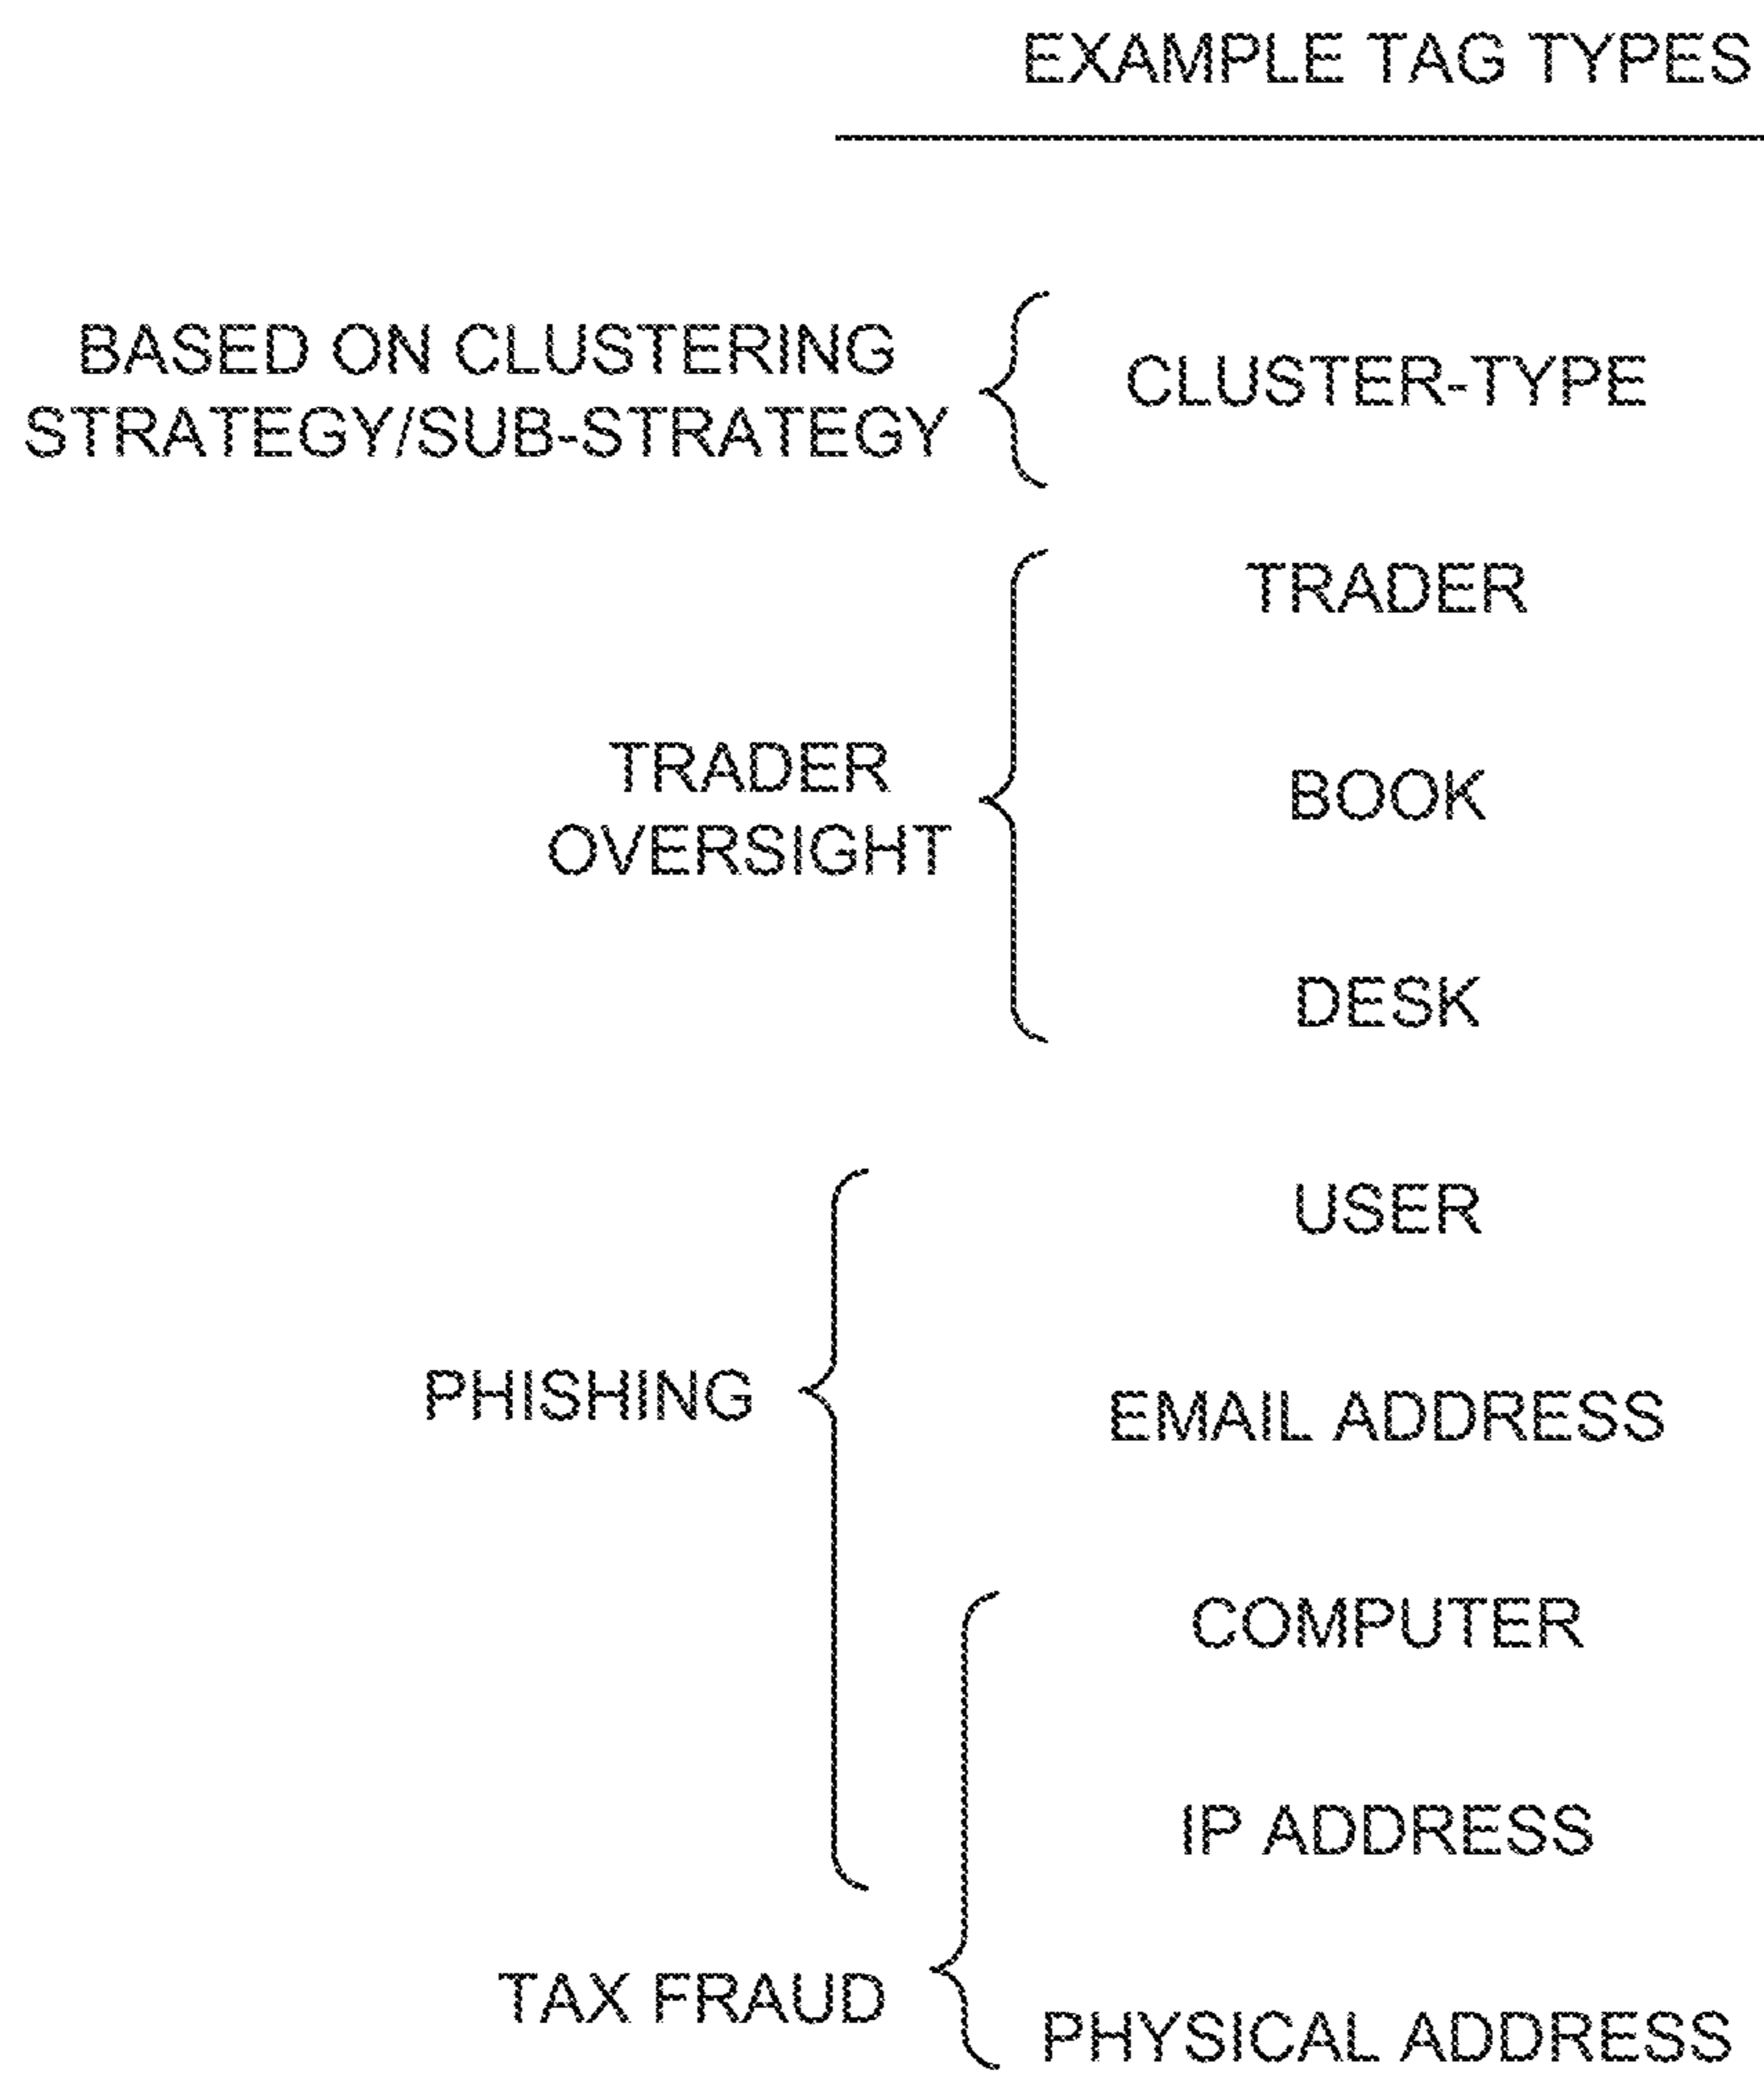 EXAMPLE TAG TYPES
BASED ON CLUSTERING
STRATEGY/SUB-STRATEGY
CLUSTER-TYPE
TRADER
OVERSIGHT
TRADER
BOOK
DESK
PHISHING
USER
EMAIL ADDRESS
COMPUTER
IP ADDRESS
TAX FRAUD
PHYSICAL ADDRESS